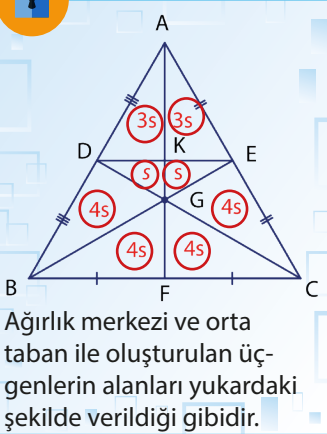 A
3s 3s
D K E
s s
4s G 4s
4s 4s
B F C
Ağırlık merkezi ve orta
taban ile oluşturulan üç-
genlerin alanları yukardaki
şekilde verildiği gibidir.